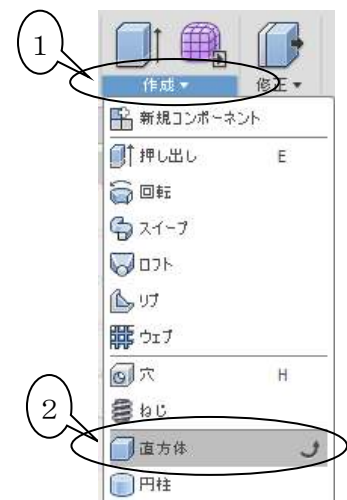 1
作成▼ 修正▼
新規コンポーネント
押し出し E
回転
スイープ
ロフト
リブ
ウェブ
穴 H
ねじ
2
直方体
円柱